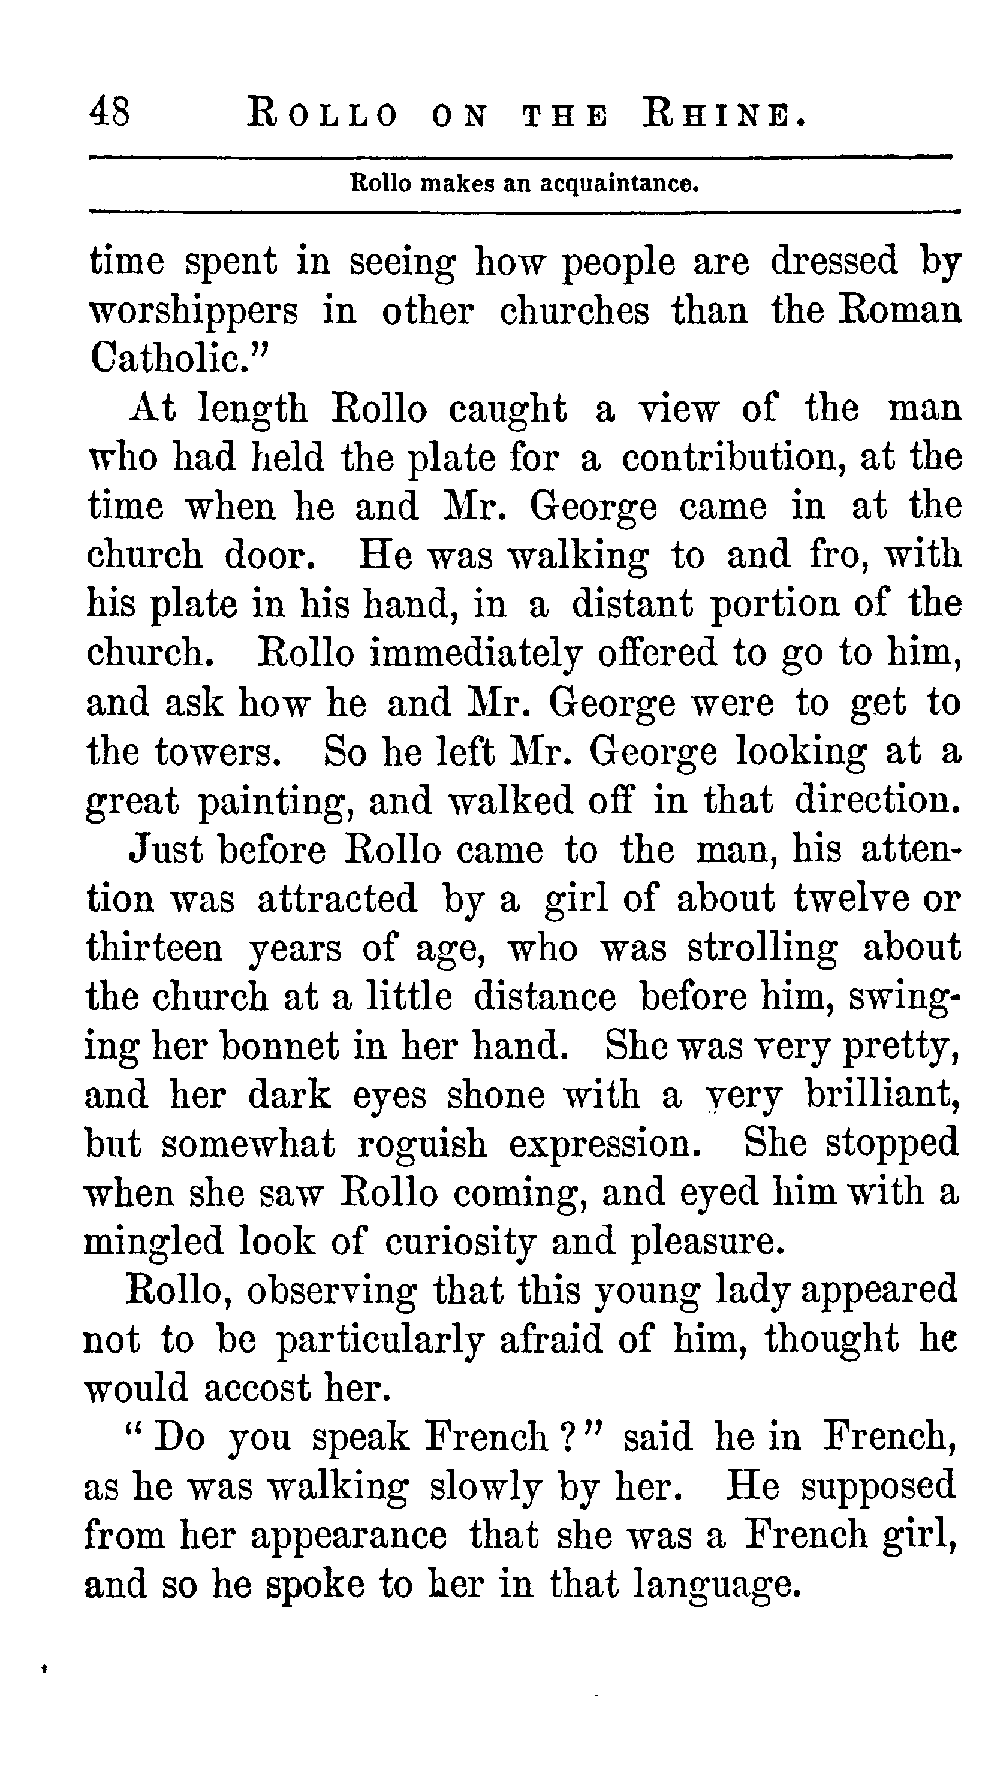 48 ROLLO ON THE RHINE.
Rollo makes an acquaintance.
time spent in seeing how people are dressed by
worshippers in other churches than the Roman
Catholic."
At length Rollo caught a view of the man
who had held the plate for a contribution, at the
time when he and Mr. George came in at the
church door. He was walking to and fro, with
his plate in his hand, in a distant portion of the
church. Rollo immediately offered to go to him,
and ask how he and Mr. George were to get to
the towers. So he left Mr. George looking at a
great painting, and walked off in that direction.
Just before Rollo came to the man, his atten-
tion was attracted by a girl of about twelve or
thirteen years of age, who was strolling about
the church at a little distance before him, swing-
ing her bonnet in her hand. She was very pretty,
and her dark eyes shone with a very brilliant,
but somewhat roguish expression. She stopped
when she saw Rollo coming, and eyed him with a
mingled look of curiosity and pleasure.
Rollo, observing that this young lady appeared
not to be particularly afraid of him, thought he
would accost her.
"Do you speak French?" said he in French,
as he was walking slowly by her. He supposed
from her appearance that she was a French girl,
and so he spoke to her in that language.